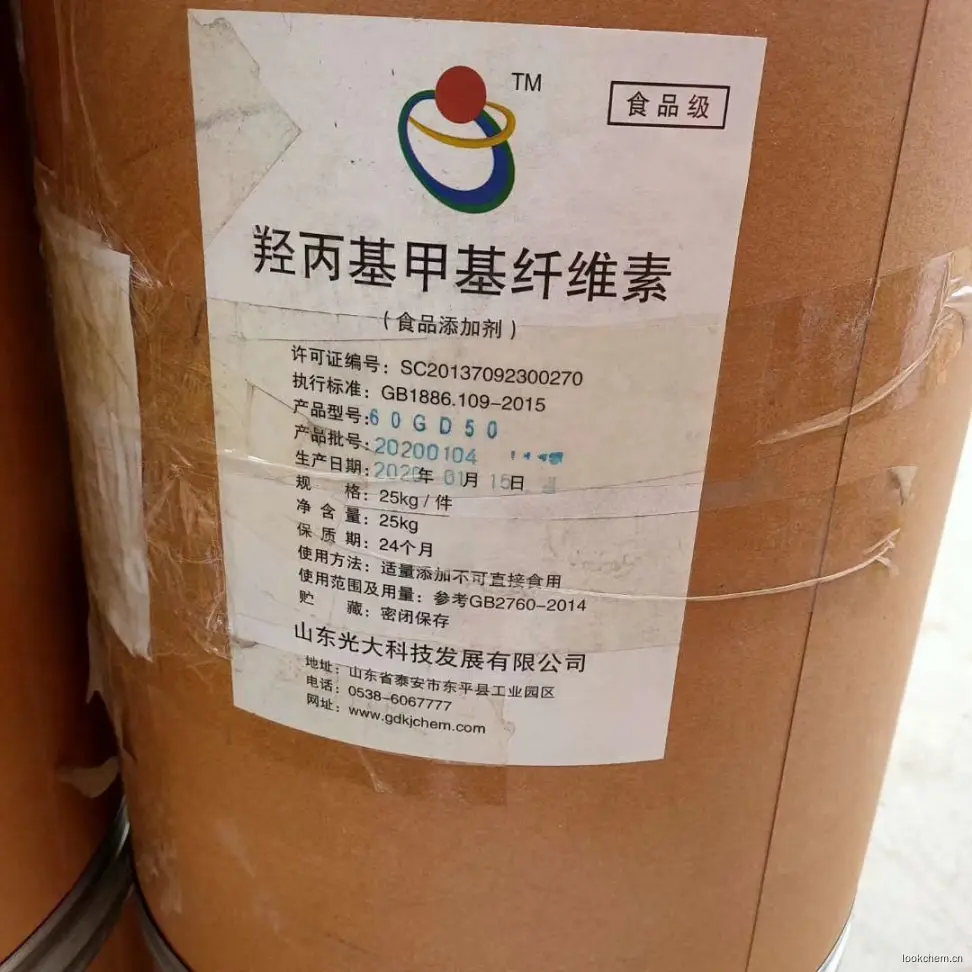 TM
食品级
羟丙基甲基纤维素
（食品添加剂）
许可证编号：SC20137092300270
执行标准：GB1886.109-2015
产品型号：60GD50
产品批号：20200104
生产日期：2020年 01月 15日
规 格：25kg / 件
净 含 量：25kg
保 质 期：24个月
使用方法：适量添加不可直接食用
使用范围及用量：参考GB2760-2014
贮 藏：密闭保存
山东光大科技发展有限公司
地址：山东省泰安市东平县工业园区
电话：0538-6067777
网址：www.gdkjchem.com
lookchem.cn